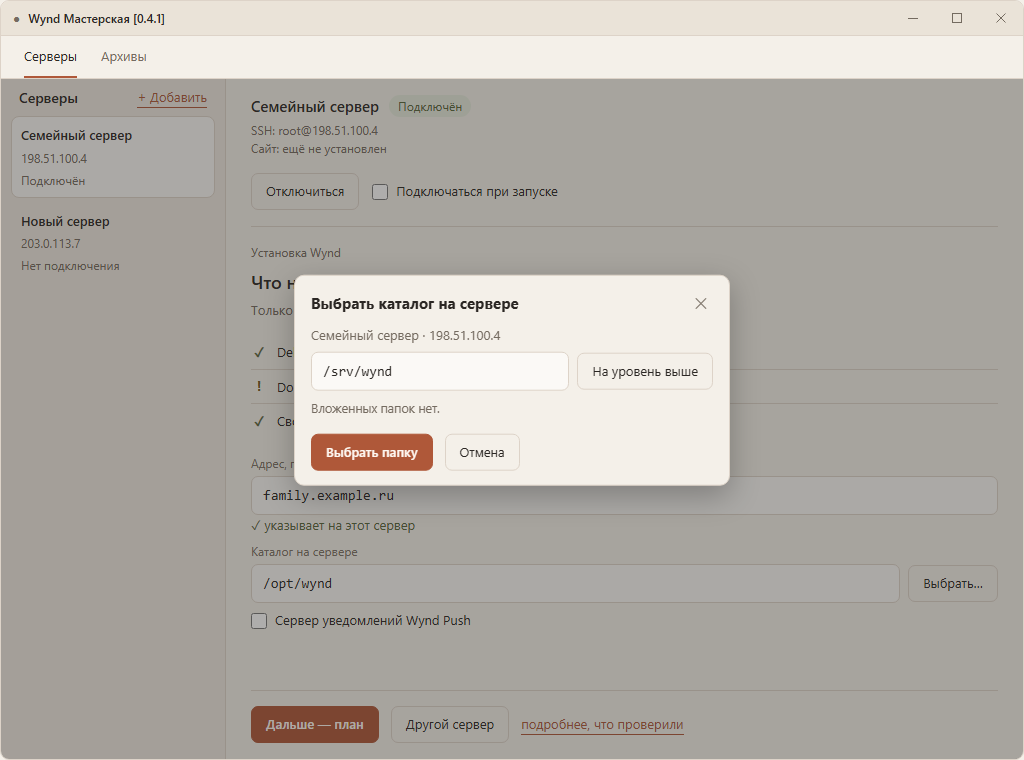 Wynd Мастерская [0.4.1]
Серверы
Архивы
Серверы
+ Добавить
Семейный сервер
198.51.100.4
Подключён
Новый сервер
203.0.113.7
Нет подключения
Семейный сервер
Подключён
SSH: root@198.51.100.4
Сайт: ещё не установлен
Отключиться
Подключаться при запуске
Установка Wynd
Что н
Только
De
Do
Св
Выбрать каталог на сервере
Семейный сервер · 198.51.100.4
/srv/wynd
На уровень выше
Вложенных папок нет.
Выбрать папку
Отмена
Адрес,
family.example.ru
✓ указывает на этот сервер
Каталог на сервере
/opt/wynd
Выбрать...
Сервер уведомлений Wynd Push
Дальше — план
Другой сервер
подробнее, что проверили